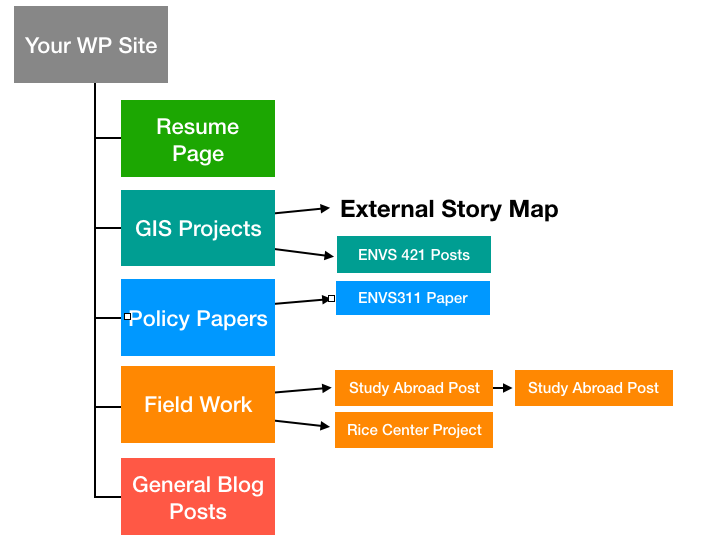 Your WP Site
Resume
Page
GIS Projects
External Story Map
ENVS 421 Posts
Policy Papers
ENVS311 Paper
Field Work
Study Abroad Post
Study Abroad Post
Rice Center Project
General Blog
Posts